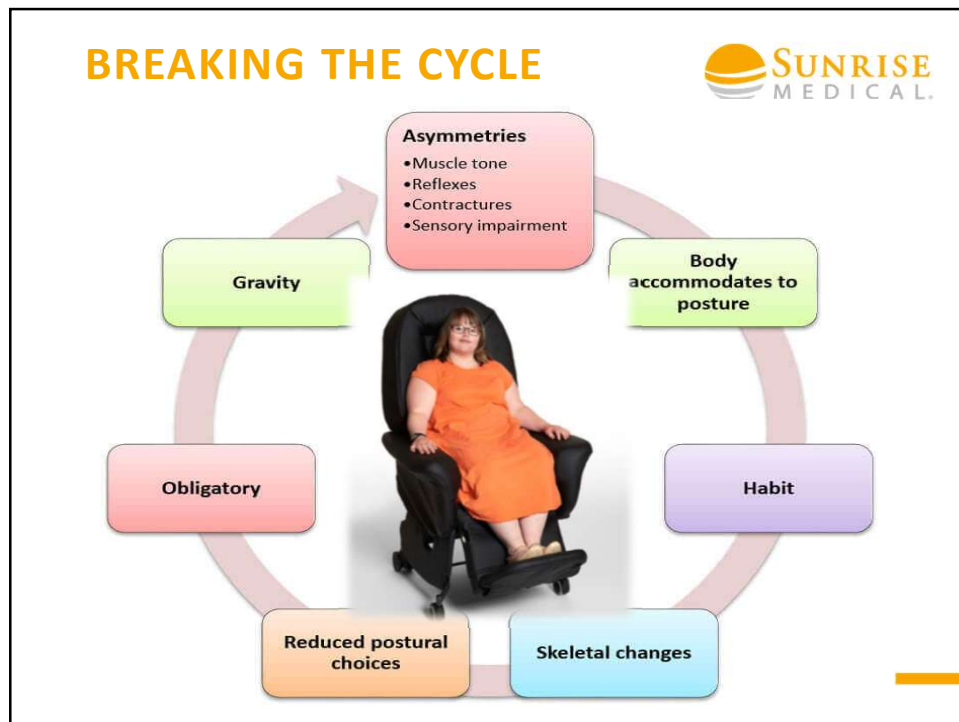 BREAKING THE CYCLE
SUNRISE
MEDICAL®
Asymmetries
•Muscle tone
•Reflexes
•Contractures
•Sensory impairment
Body
accommodates to
posture
Habit
Skeletal changes
Reduced postural
choices
Obligatory
Gravity